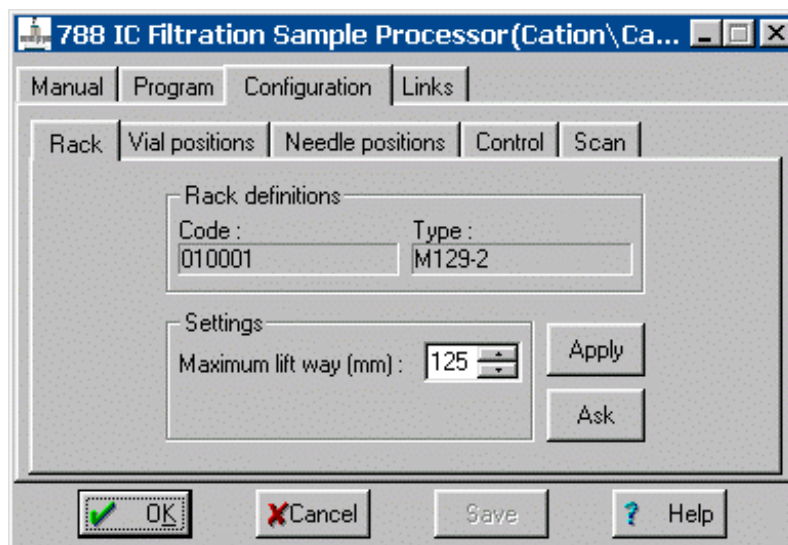 788 IC Filtration Sample Processor(Cation\Ca...
Manual Program Configuration Links
Rack Vial positions Needle positions Control Scan
Rack definitions
Code : Type :
010001 M129-2
Settings
Maximum lift way (mm) : 125
Apply
Ask
OK Cancel Save Help